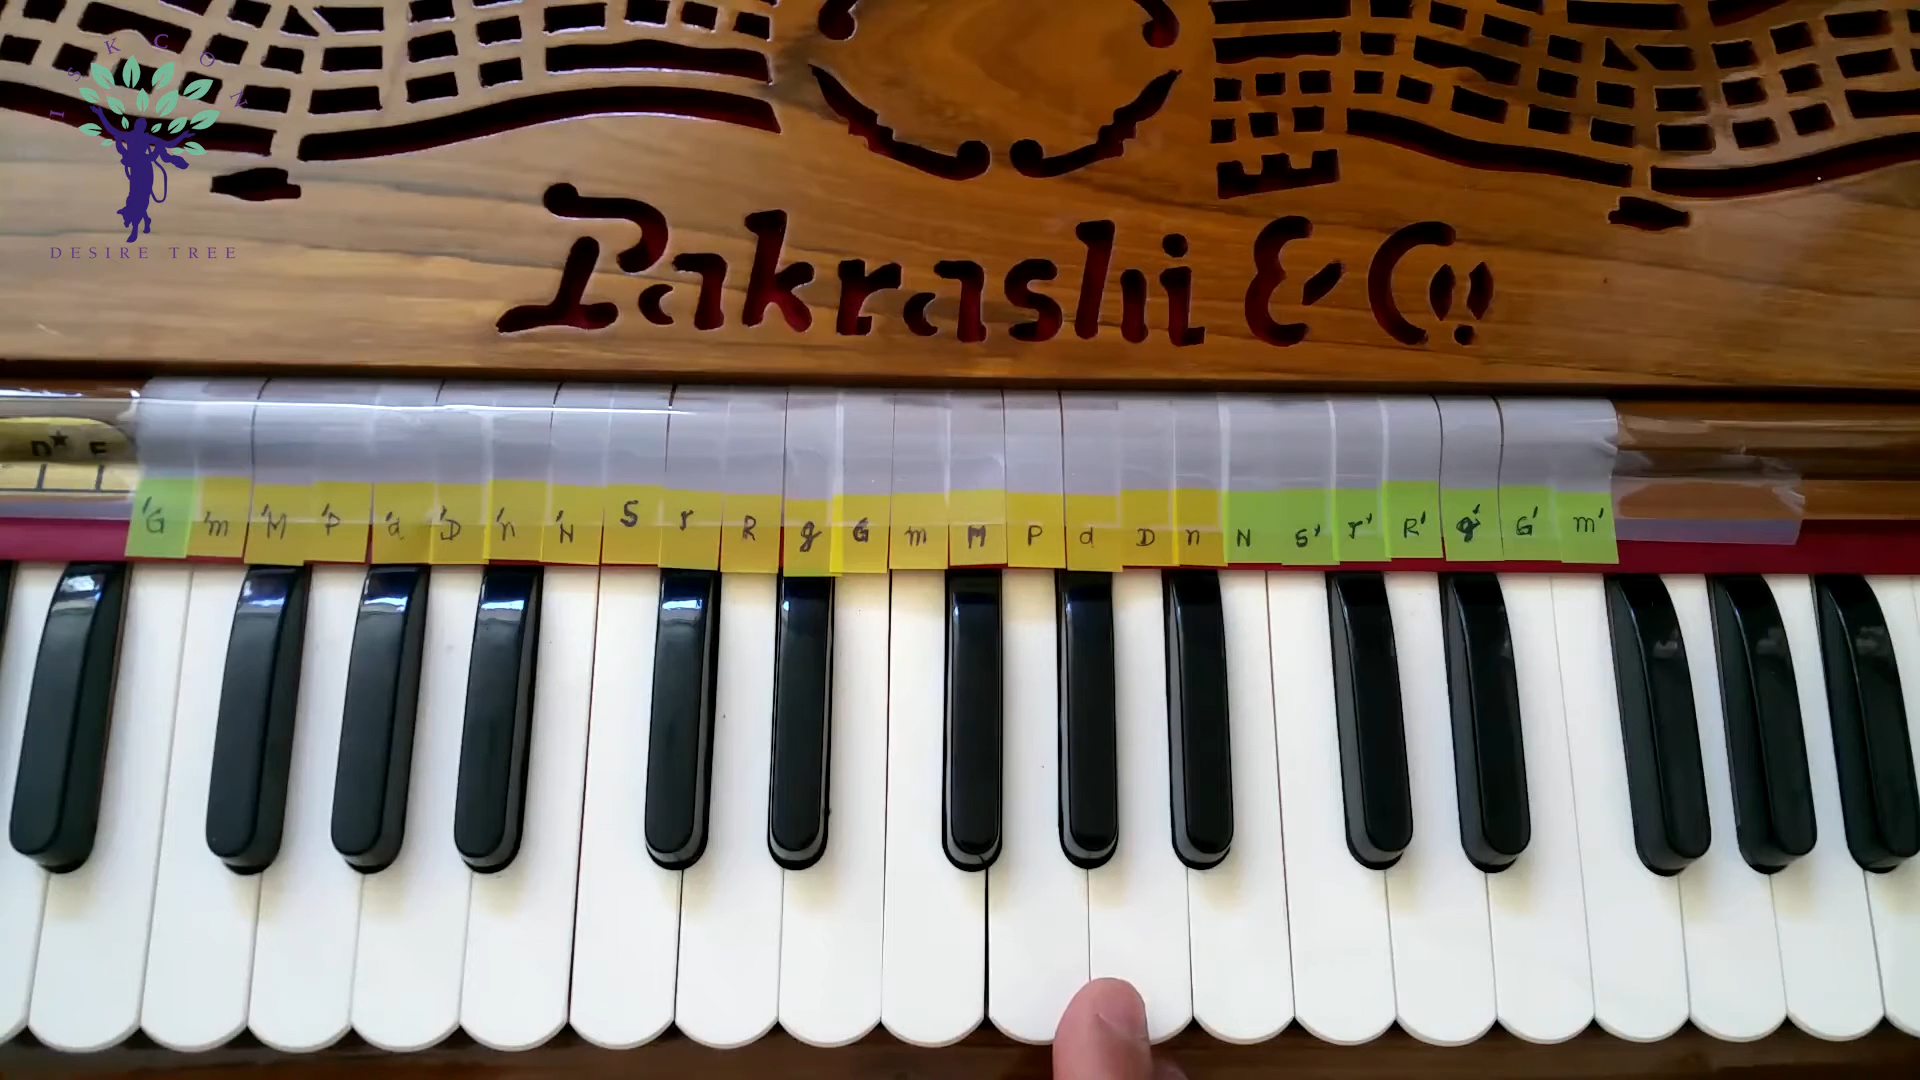 ISKCON
DESIRE TREE
Pakrashi & Co
D★ E
'G 'm 'M 'P 'd 'D 'n 'N S r R g G m M P d D n N S' r' R' g' G' m'